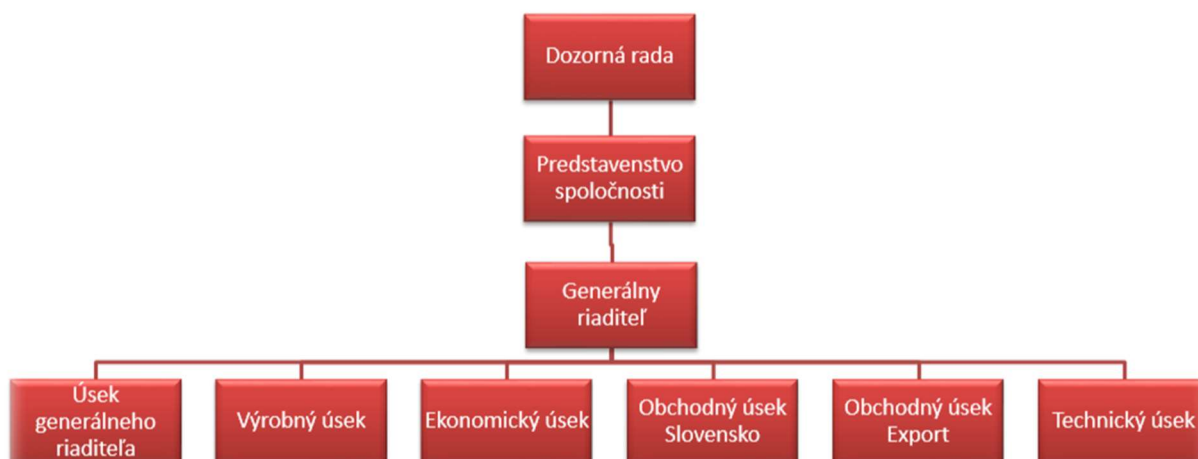 Dozorná rada
Predstavenstvo
spoločnosti
Generálny
riaditeľ
Úsek
generálneho
riaditeľa
Výrobný úsek
Ekonomický úsek
Obchodný úsek
Slovensko
Obchodný úsek
Export
Technický úsek